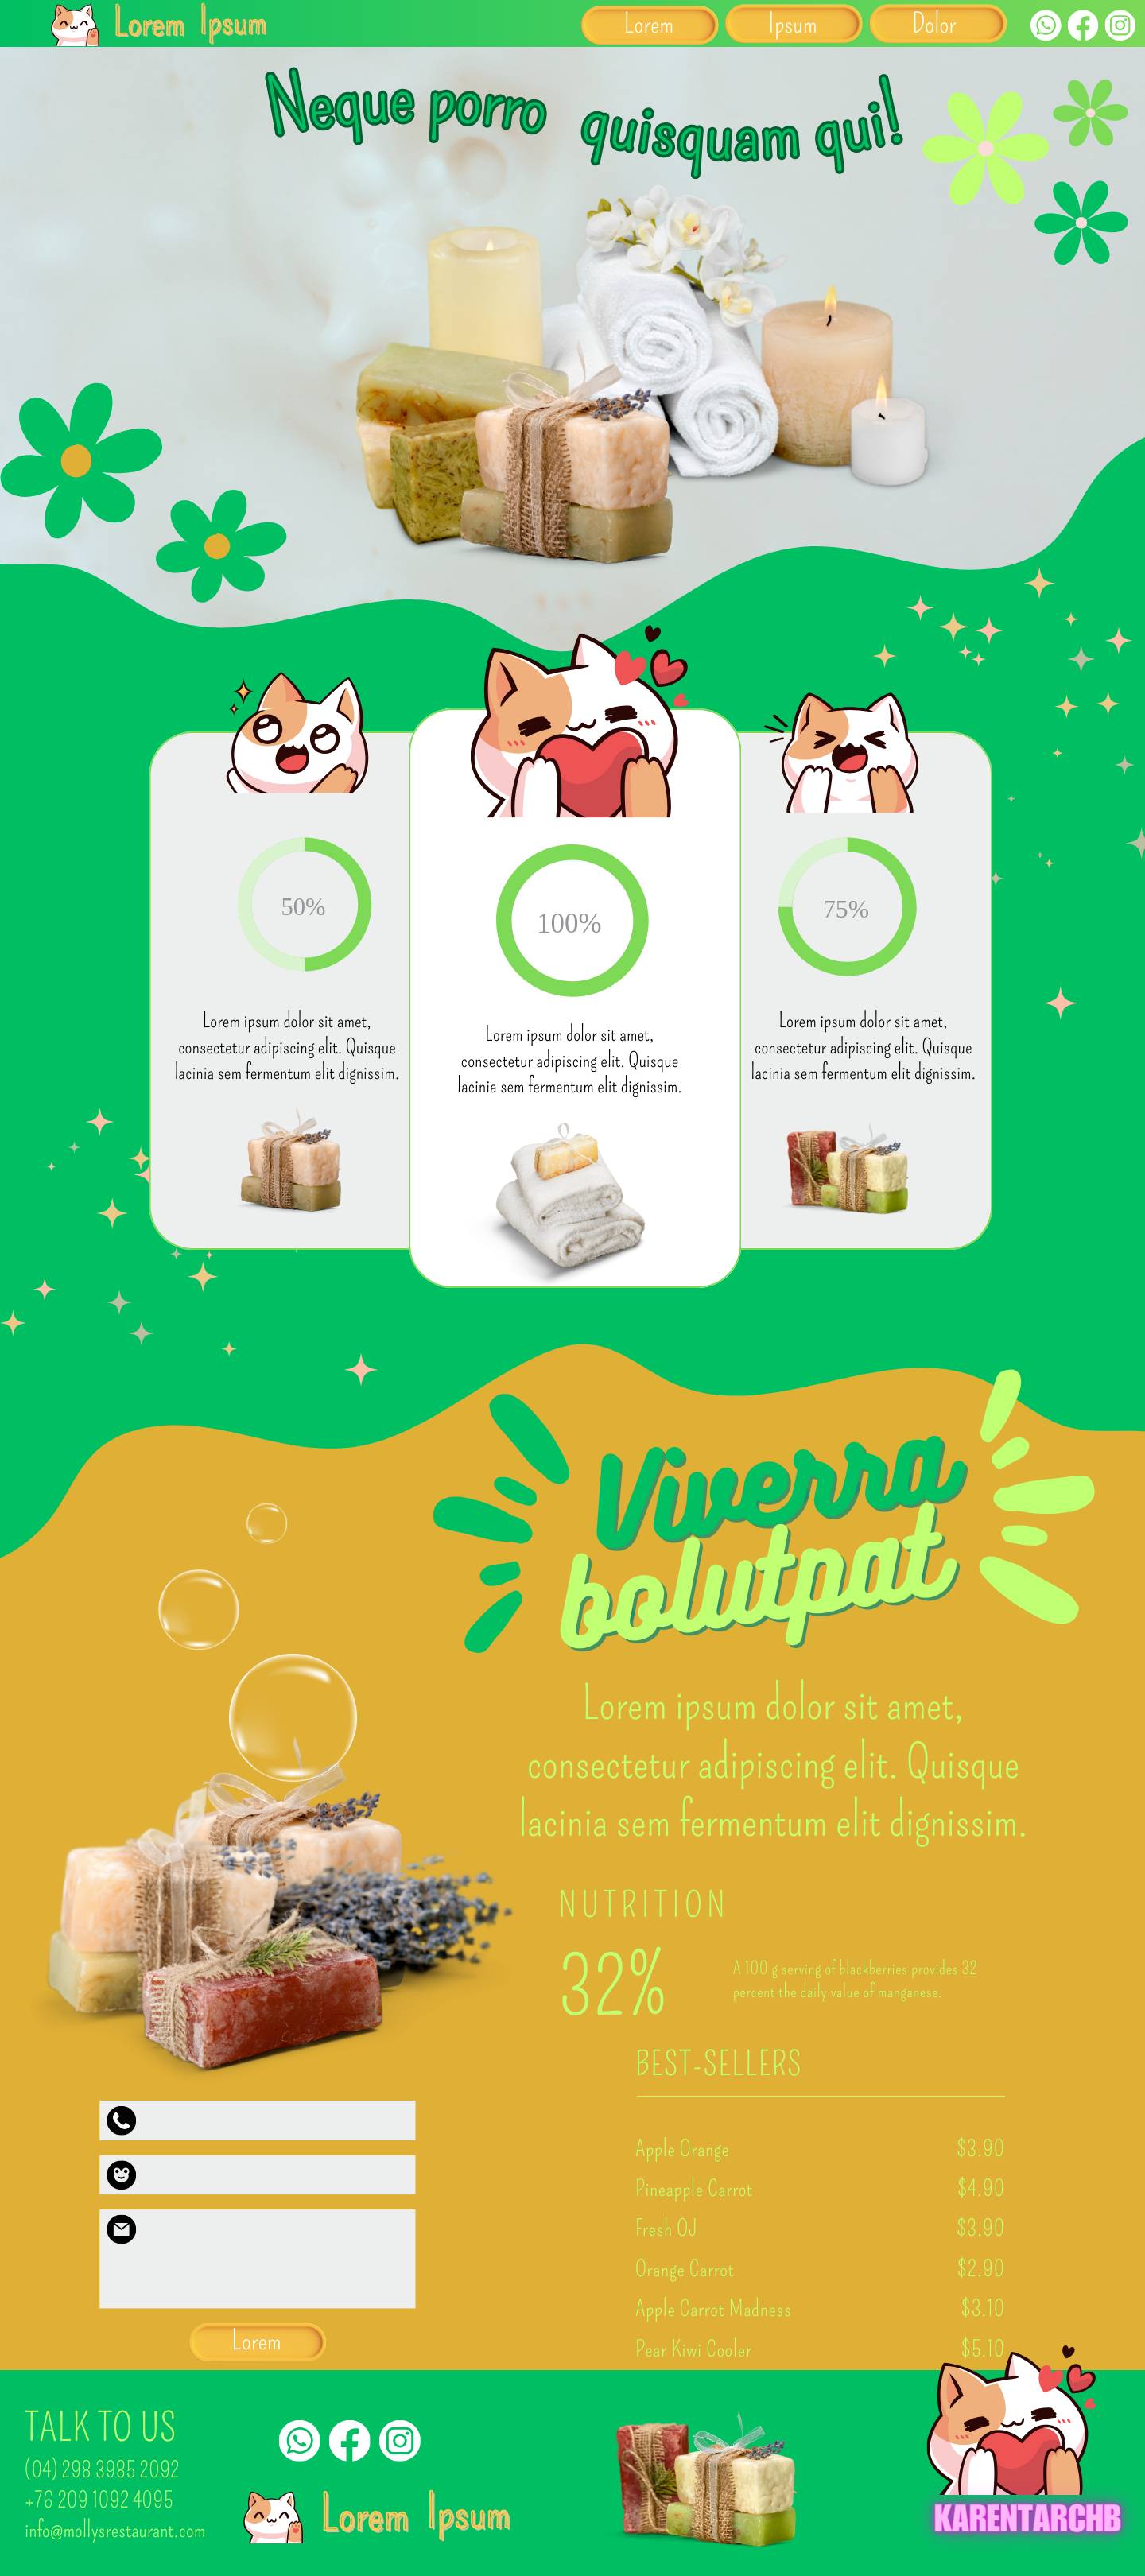 Lorem Ipsum
Lorem
Ipsum
Dolor
Neque porro quisquam qui!
50%
100%
75%
Lorem ipsum dolor sit amet,
consectetur adipiscing elit. Quisque
lacinia sem fermentum elit dignissim.
Lorem ipsum dolor sit amet,
consectetur adipiscing elit. Quisque
lacinia sem fermentum elit dignissim.
Lorem ipsum dolor sit amet,
consectetur adipiscing elit. Quisque
lacinia sem fermentum elit dignissim.
Viverra
bolutpat
Lorem ipsum dolor sit amet,
consectetur adipiscing elit. Quisque
lacinia sem fermentum elit dignissim.
NUTRITION
32%
A 100 g serving of blackberries provides 32
percent the daily value of manganese.
BEST-SELLERS
Apple Orange $3.90
Pineapple Carrot $4.90
Fresh OJ $3.90
Orange Carrot $2.90
Apple Carrot Madness $3.10
Pear Kiwi Cooler $5.10
Lorem
TALK TO US
(04) 298 3985 2092
+76 209 1092 4095
info@mollysrestaurant.com
Lorem Ipsum
KARENTARCHB